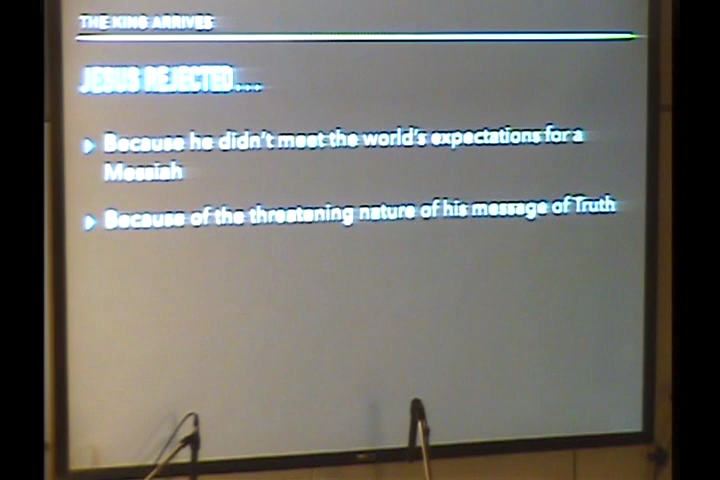 THE KING ARRIVES
JESUS REJECTED...
Because he didn't meet the world's expectations for a
Messiah
Because of the threatening nature of his message of Truth